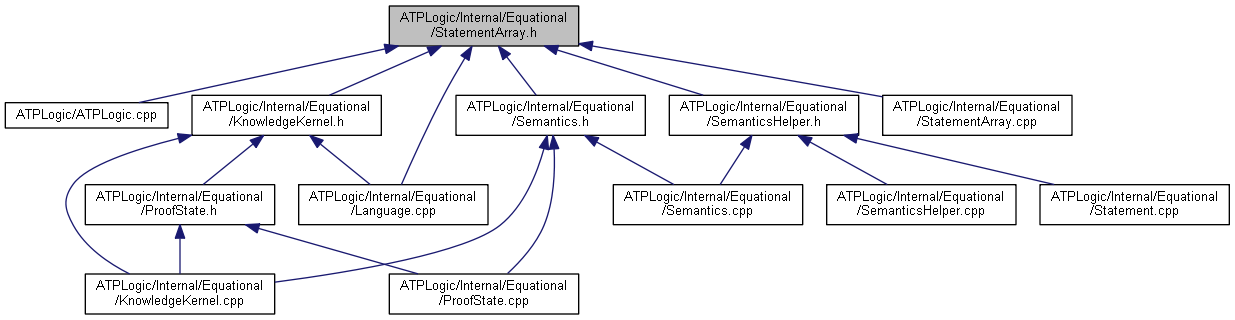 ATPLogic/Internal/Equational
/StatementArray.h
ATPLogic/ATPLogic.cpp
ATPLogic/Internal/Equational
/KnowledgeKernel.h
ATPLogic/Internal/Equational
/Semantics.h
ATPLogic/Internal/Equational
/SemanticsHelper.h
ATPLogic/Internal/Equational
/StatementArray.cpp
ATPLogic/Internal/Equational
/ProofState.h
ATPLogic/Internal/Equational
/Language.cpp
ATPLogic/Internal/Equational
/Semantics.cpp
ATPLogic/Internal/Equational
/SemanticsHelper.cpp
ATPLogic/Internal/Equational
/Statement.cpp
ATPLogic/Internal/Equational
/KnowledgeKernel.cpp
ATPLogic/Internal/Equational
/ProofState.cpp